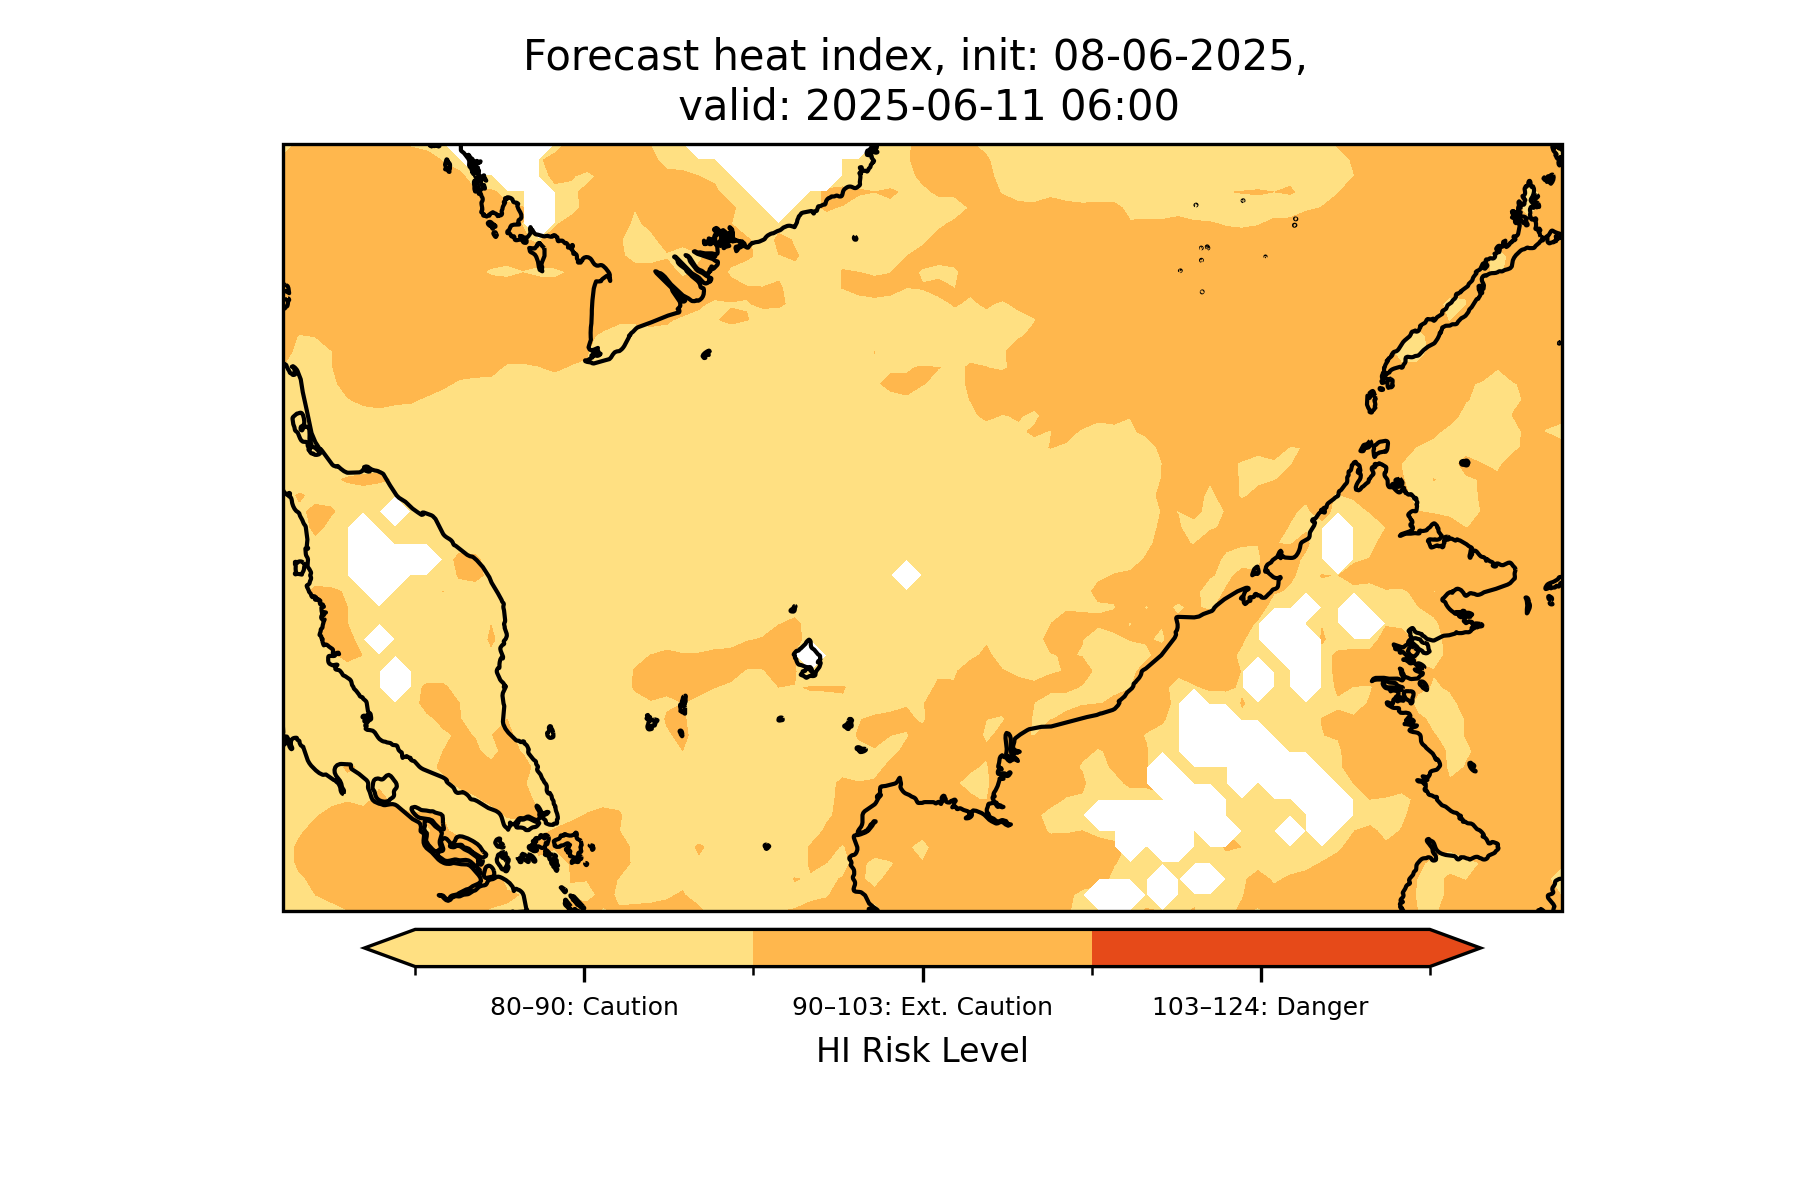 Forecast heat index, init: 08-06-2025,
valid: 2025-06-11 06:00
80–90: Caution
90–103: Ext. Caution
103–124: Danger
HI Risk Level